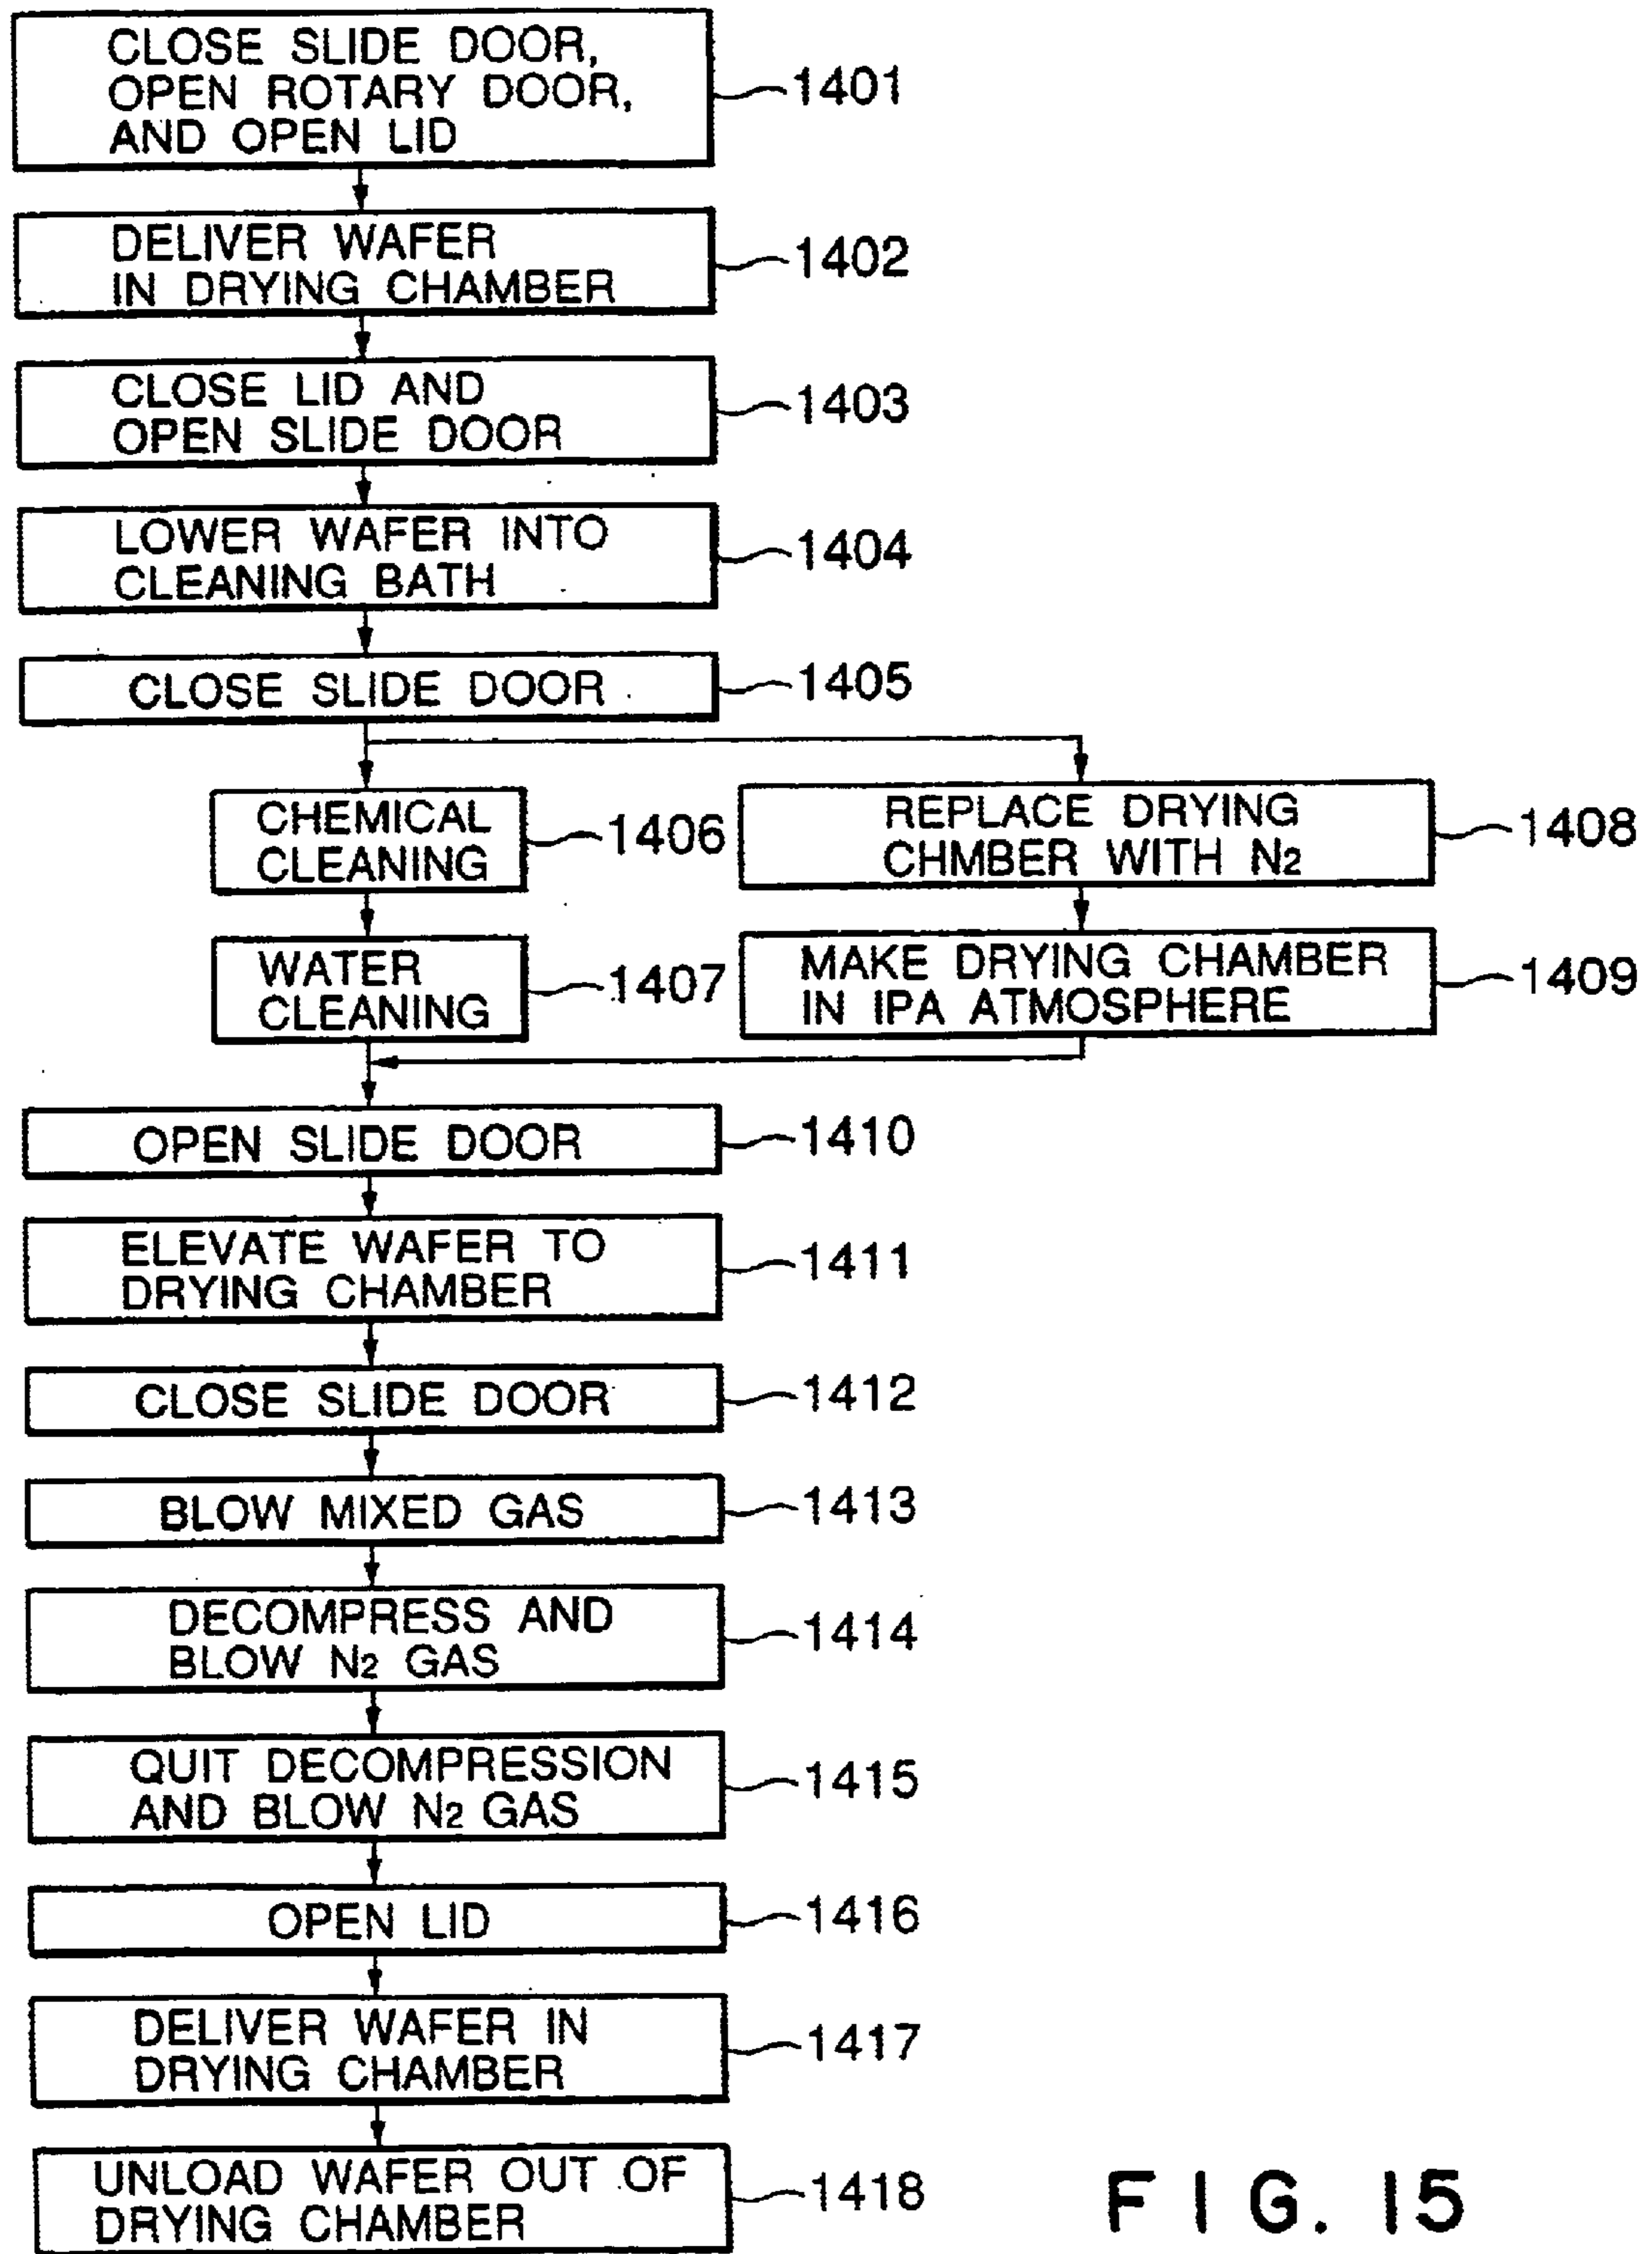 CLOSE SLIDE DOOR,
OPEN ROTARY DOOR,
AND OPEN LID
1401
DELIVER WAFER
IN DRYING CHAMBER
1402
CLOSE LID AND
OPEN SLIDE DOOR
1403
LOWER WAFER INTO
CLEANING BATH
1404
CLOSE SLIDE DOOR
1405
CHEMICAL
CLEANING
1406
WATER
CLEANING
1407
REPLACE DRYING
CHMBER WITH N2
1408
MAKE DRYING CHAMBER
IN IPA ATMOSPHERE
1409
OPEN SLIDE DOOR
1410
ELEVATE WAFER TO
DRYING CHAMBER
1411
CLOSE SLIDE DOOR
1412
BLOW MIXED GAS
1413
DECOMPRESS AND
BLOW N2 GAS
1414
QUIT DECOMPRESSION
AND BLOW N2 GAS
1415
OPEN LID
1416
DELIVER WAFER IN
DRYING CHAMBER
1417
UNLOAD WAFER OUT OF
DRYING CHAMBER
1418
FIG. 15